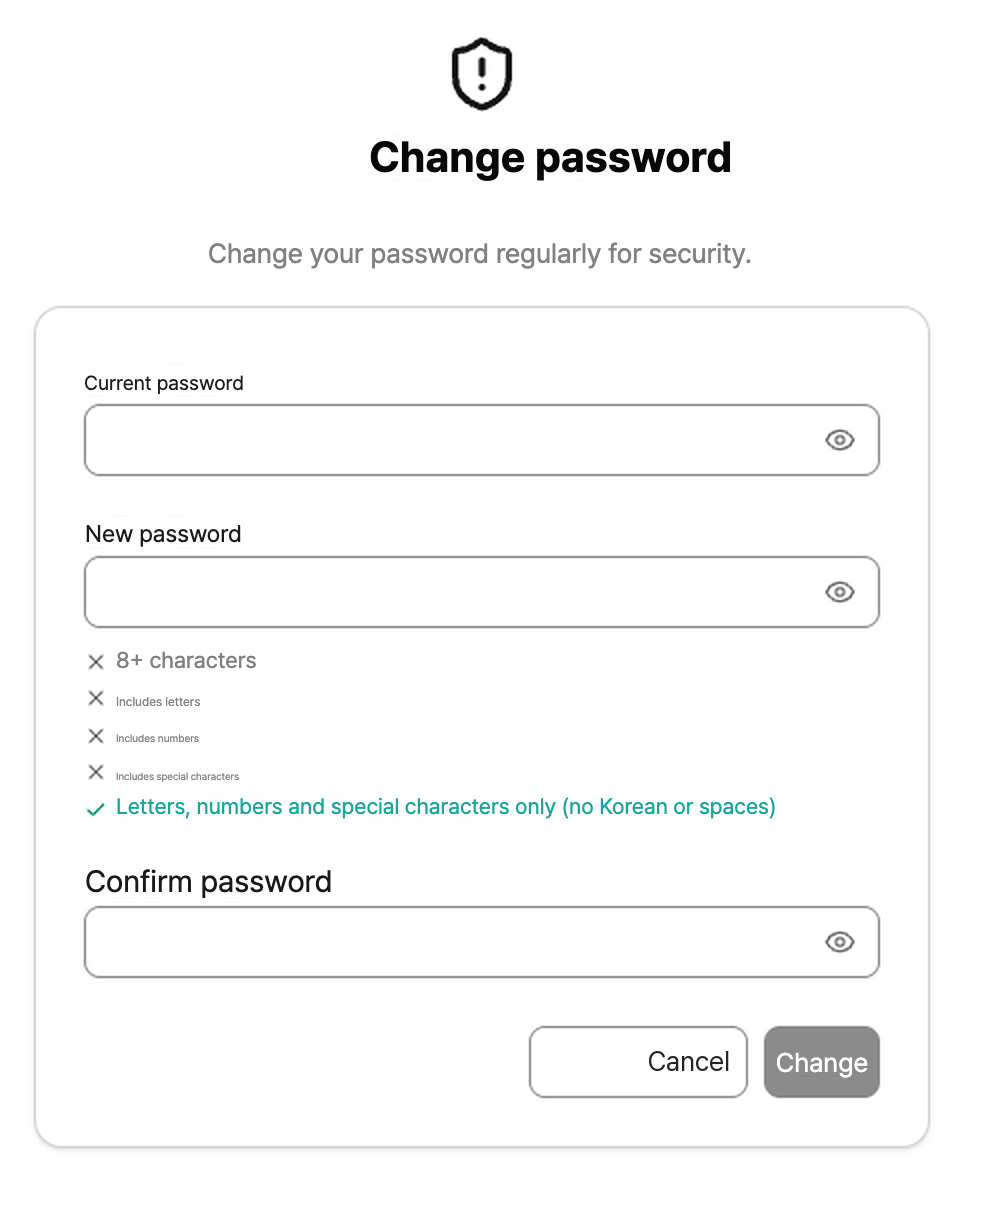 Change password
Change your password regularly for security.
Current password
New password
8+ characters
Includes letters
Includes numbers
Includes special characters
Letters, numbers and special characters only (no Korean or spaces)
Confirm password
Cancel
Change